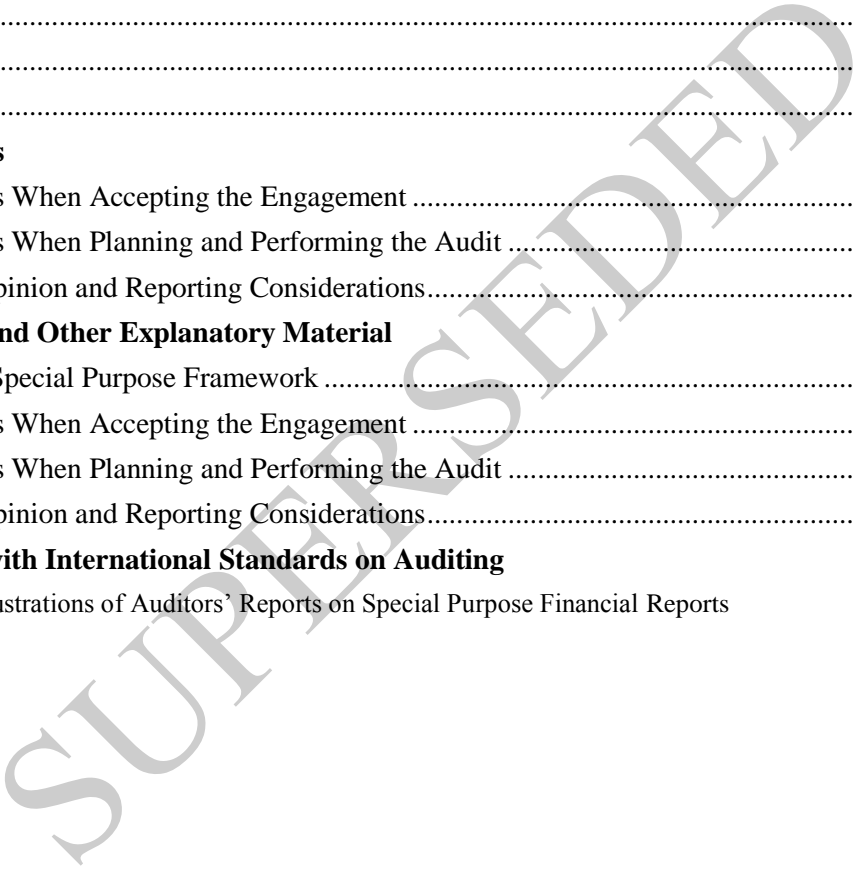 ..........
..........
..........
s
s When Accepting the Engagement ..........
s When Planning and Performing the Audit ..........
pinion and Reporting Considerations..........
nd Other Explanatory Material
Special Purpose Framework ..........
s When Accepting the Engagement ..........
s When Planning and Performing the Audit ..........
pinion and Reporting Considerations..........
with International Standards on Auditing
ustrations of Auditors’ Reports on Special Purpose Financial Reports
SUPERSEDED